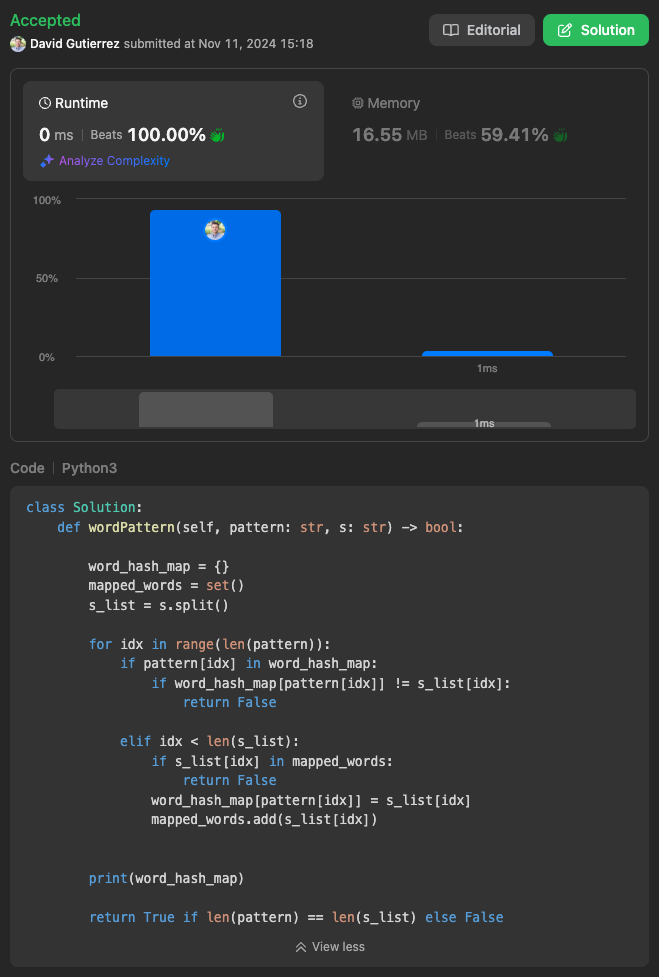 Accepted
David Gutierrez submitted at Nov 11, 2024 15:18
Editorial
Solution
Runtime
0 ms | Beats 100.00%
Analyze Complexity
Memory
16.55 MB | Beats 59.41%
100%
50%
0%
1ms
1ms
Code | Python3
class Solution:
    def wordPattern(self, pattern: str, s: str) -> bool:

        word_hash_map = {}
        mapped_words = set()
        s_list = s.split()

        for idx in range(len(pattern)):
            if pattern[idx] in word_hash_map:
                if word_hash_map[pattern[idx]] != s_list[idx]:
                    return False

            elif idx < len(s_list):
                if s_list[idx] in mapped_words:
                    return False
                word_hash_map[pattern[idx]] = s_list[idx]
                mapped_words.add(s_list[idx])


        print(word_hash_map)

        return True if len(pattern) == len(s_list) else False
View less